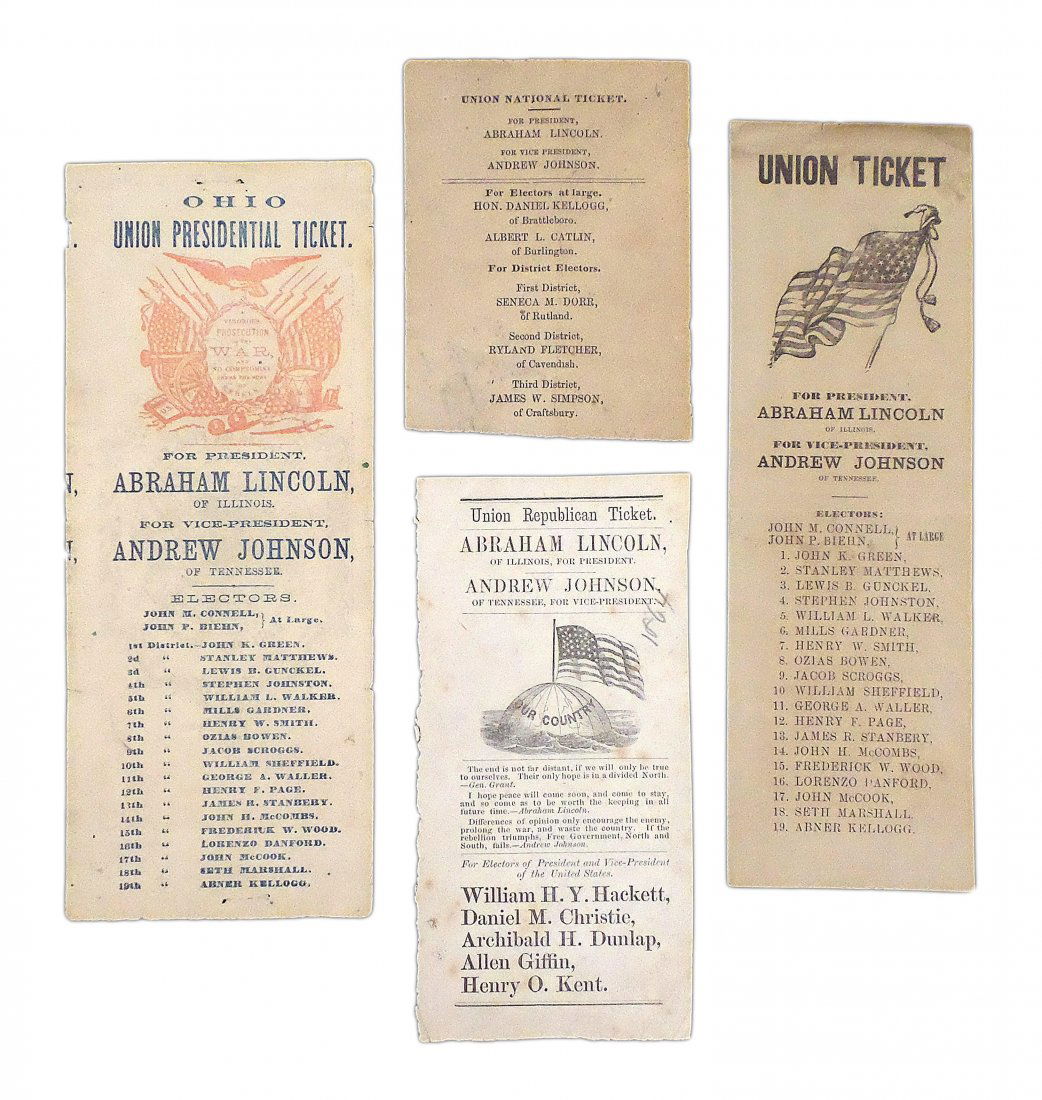 OHIO
UNION PRESIDENTIAL TICKET.
A
VIGOROUS
PROSECUTION
OF THE
WAR,
AND
NO COMPROMISE
UNDER THE GUNS
OF
FOR PRESIDENT,
ABRAHAM LINCOLN,
OF ILLINOIS.
FOR VICE-PRESIDENT,
ANDREW JOHNSON,
OF TENNESSEE.
ELECTORS.
JOHN M. CONNELL,
JOHN P. BIEHN, } At Large.
1st District.—JOHN K. GREEN.
2d “ STANLEY MATTHEWS.
3d “ LEWIS B. GUNCKEL.
4th “ STEPHEN JOHNSTON.
5th “ WILLIAM L. WALKER.
6th “ MILLS GARDNER.
7th “ HENRY W. SMITH.
8th “ OZIAS BOWEN.
9th “ JACOB SCROGGS.
10th “ WILLIAM SHEFFIELD.
11th “ GEORGE A. WALLER.
12th “ HENRY F. PAGE.
13th “ JAMES R. STANBERY.
14th “ JOHN H. McCOMBS.
15th “ FREDERICK W. WOOD.
16th “ LORENZO DANFORD.
17th “ JOHN McCOOK.
18th “ SETH MARSHALL.
19th “ ABNER KELLOGG.
UNION NATIONAL TICKET.
FOR PRESIDENT,
ABRAHAM LINCOLN.
FOR VICE PRESIDENT,
ANDREW JOHNSON.
For Electors at large.
HON. DANIEL KELLOGG,
of Brattleboro.
ALBERT L. CATLIN,
of Burlington.
For District Electors.
First District,
SENECA M. DORR,
of Rutland.
Second District,
RYLAND FLETCHER,
of Cavendish.
Third District,
JAMES W. SIMPSON,
of Craftsbury.
Union Republican Ticket.
ABRAHAM LINCOLN,
OF ILLINOIS, FOR PRESIDENT.
ANDREW JOHNSON,
OF TENNESSEE, FOR VICE-PRESIDENT.
OUR COUNTRY
The end is not far distant, if we will only be true
to ourselves. Their only hope is in a divided North.
—Gen. Grant.
I hope peace will come soon, and come to stay,
and so come as to be worth the keeping in all
future time.—Abraham Lincoln.
Differences of opinion only encourage the enemy,
prolong the war, and waste the country. If the
rebellion triumphs, Free Government, North and
South, fails.—Andrew Johnson.
For Electors of President and Vice-President
of the United States.
William H. Y. Hackett,
Daniel M. Christie,
Archibald H. Dunlap,
Allen Giffin,
Henry O. Kent.
UNION TICKET
FOR PRESIDENT,
ABRAHAM LINCOLN
OF ILLINOIS.
FOR VICE-PRESIDENT,
ANDREW JOHNSON
OF TENNESSEE.
ELECTORS:
JOHN M. CONNELL,
JOHN P. BIEHN, } AT LARGE
1. JOHN K. GREEN,
2. STANLEY MATTHEWS,
3. LEWIS B. GUNCKEL,
4. STEPHEN JOHNSTON,
5. WILLIAM L. WALKER,
6. MILLS GARDNER,
7. HENRY W. SMITH,
8. OZIAS BOWEN,
9. JACOB SCROGGS,
10 WILLIAM SHEFFIELD,
11. GEORGE A. WALLER,
12. HENRY F. PAGE,
13. JAMES R. STANBERY,
14. JOHN H. McCOMBS,
15. FREDERICK W. WOOD,
16. LORENZO DANFORD,
17. JOHN McCOOK,
18. SETH MARSHALL,
19. ABNER KELLOGG.